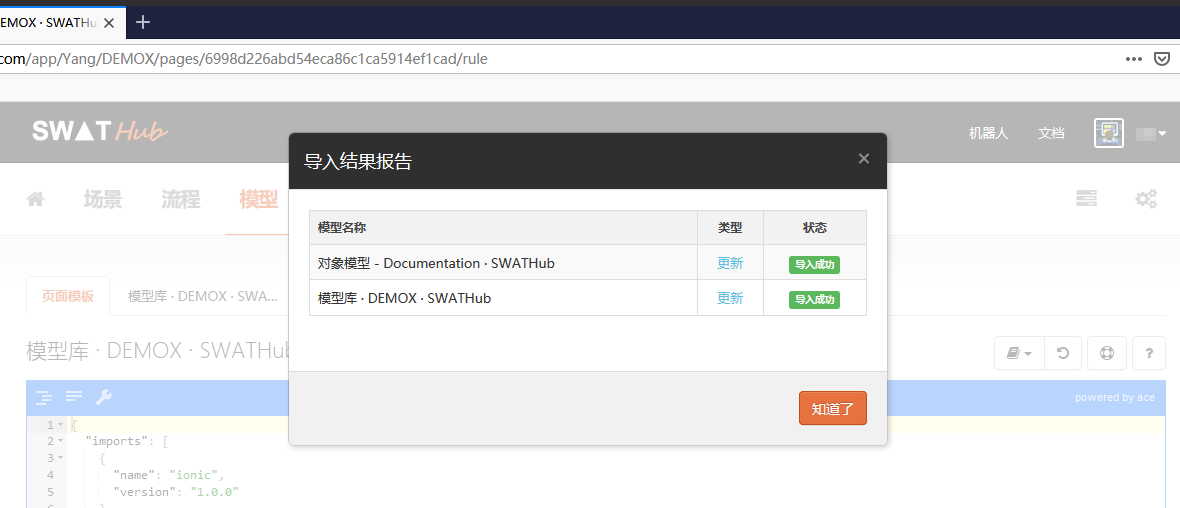 EMOX · SWATHu
com/app/Yang/DEMOX/pages/6998d226abd54eca86c1ca5914ef1cad/rule
SWAT Hub
机器人 文档
导入结果报告
场景 流程 模型
模型名称 类型 状态
对象模型 - Documentation · SWATHub 更新 导入成功
页面模板 模型库 · DEMOX · SWA...
模型库 · DEMOX · SWATHub 更新 导入成功
模型库 · DEMOX · SWATHub
powered by ace
知道了
1 {
2 "imports": [
3 {
4 "name": "ionic",
5 "version": "1.0.0"